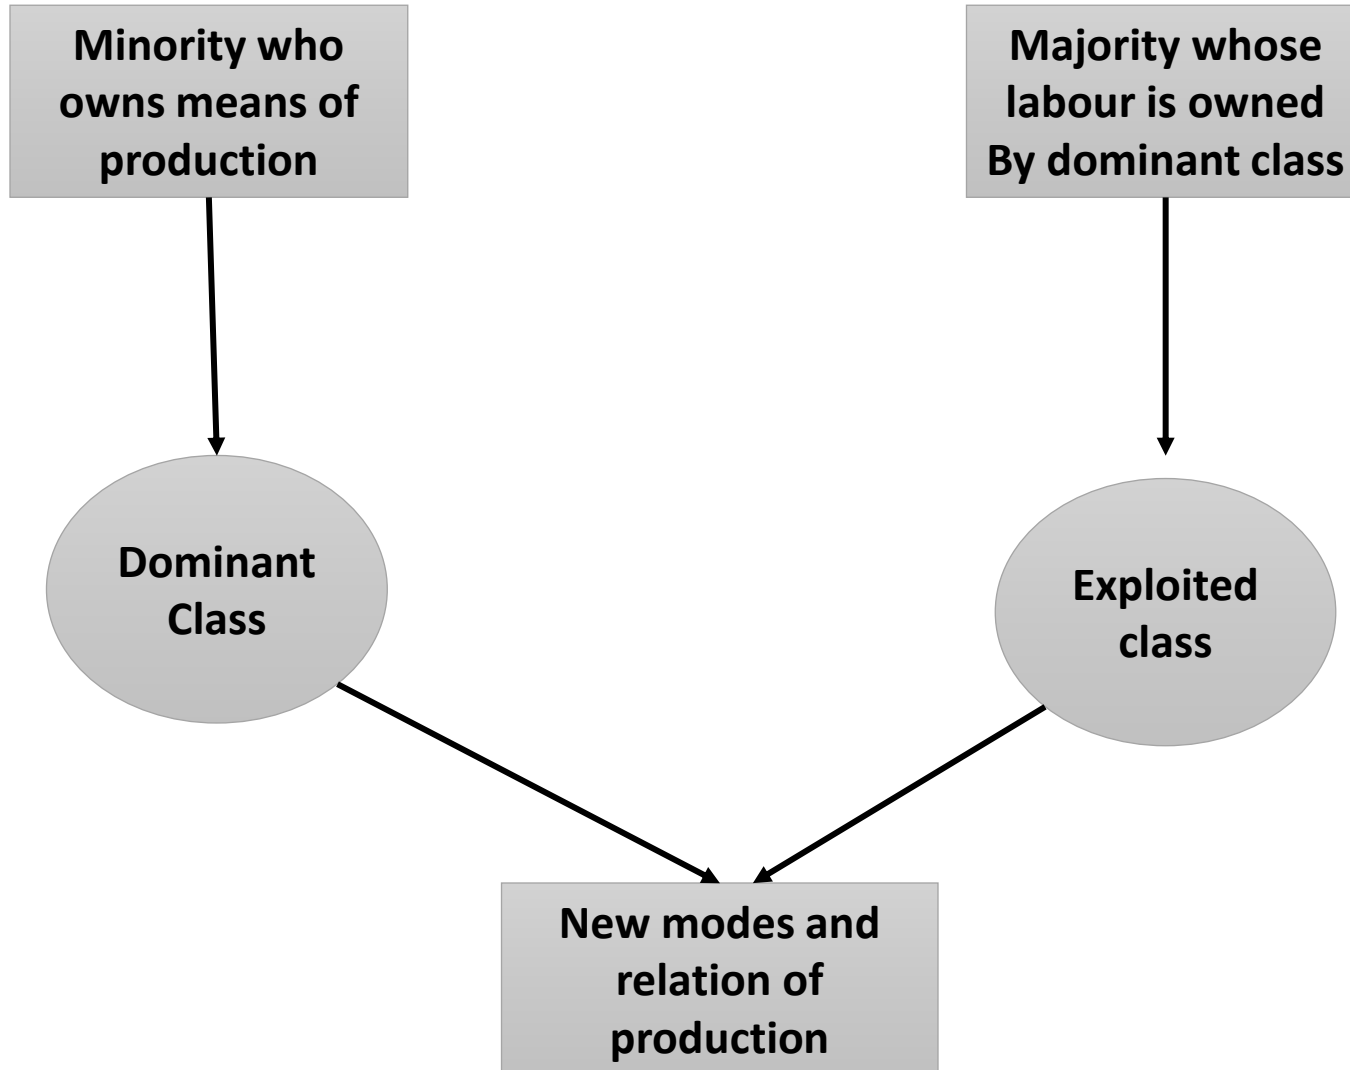 Minority who
owns means of
production
Majority whose
labour is owned
By dominant class
Dominant
Class
Exploited
class
New modes and
relation of
production